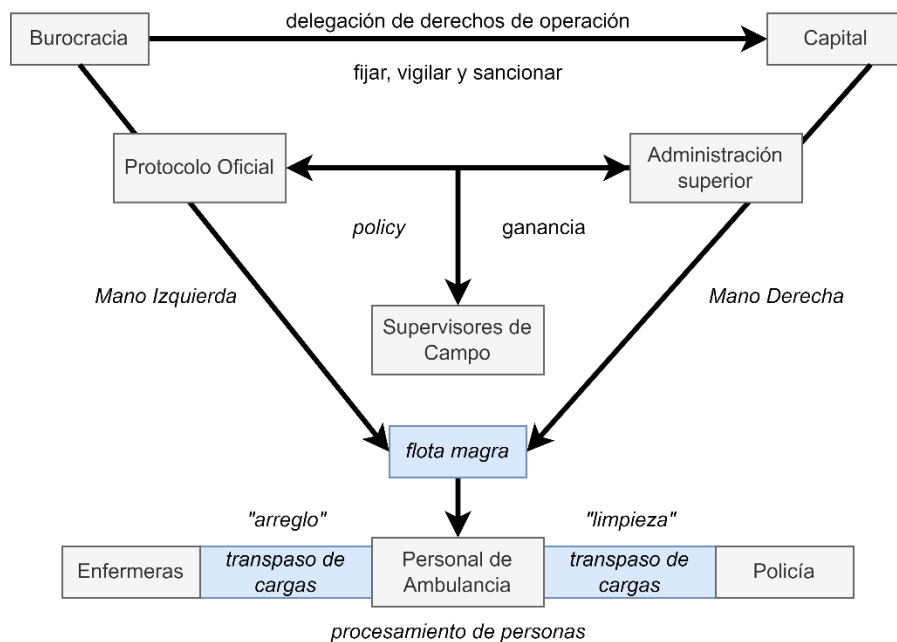 delegación de derechos de operación
Burocracia
Capital
fijar, vigilar y sancionar
Protocolo Oficial
Administración
superior
policy
ganancia
Mano Izquierda
Mano Derecha
Supervisores de
Campo
flota magra
"arreglo"
"limpieza"
Enfermeras
transpaso de
cargas
Personal de
Ambulancia
transpaso de
cargas
Policía
procesamiento de personas